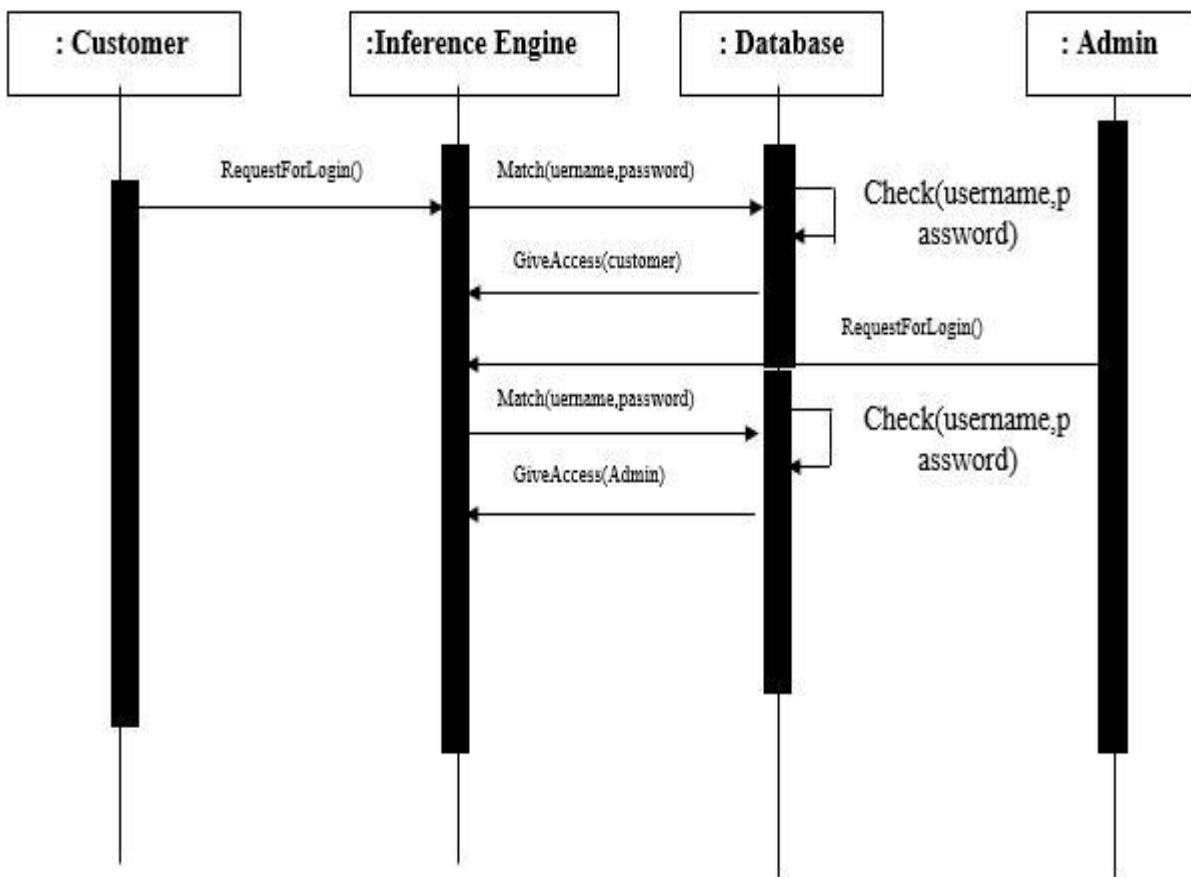 : Customer
:Inference Engine
: Database
: Admin
RequestForLogin()
Match(uername,password)
Check(username,p
assword)
GiveAccess(customer)
RequestForLogin()
Match(uername,password)
Check(username,p
assword)
GiveAccess(Admin)